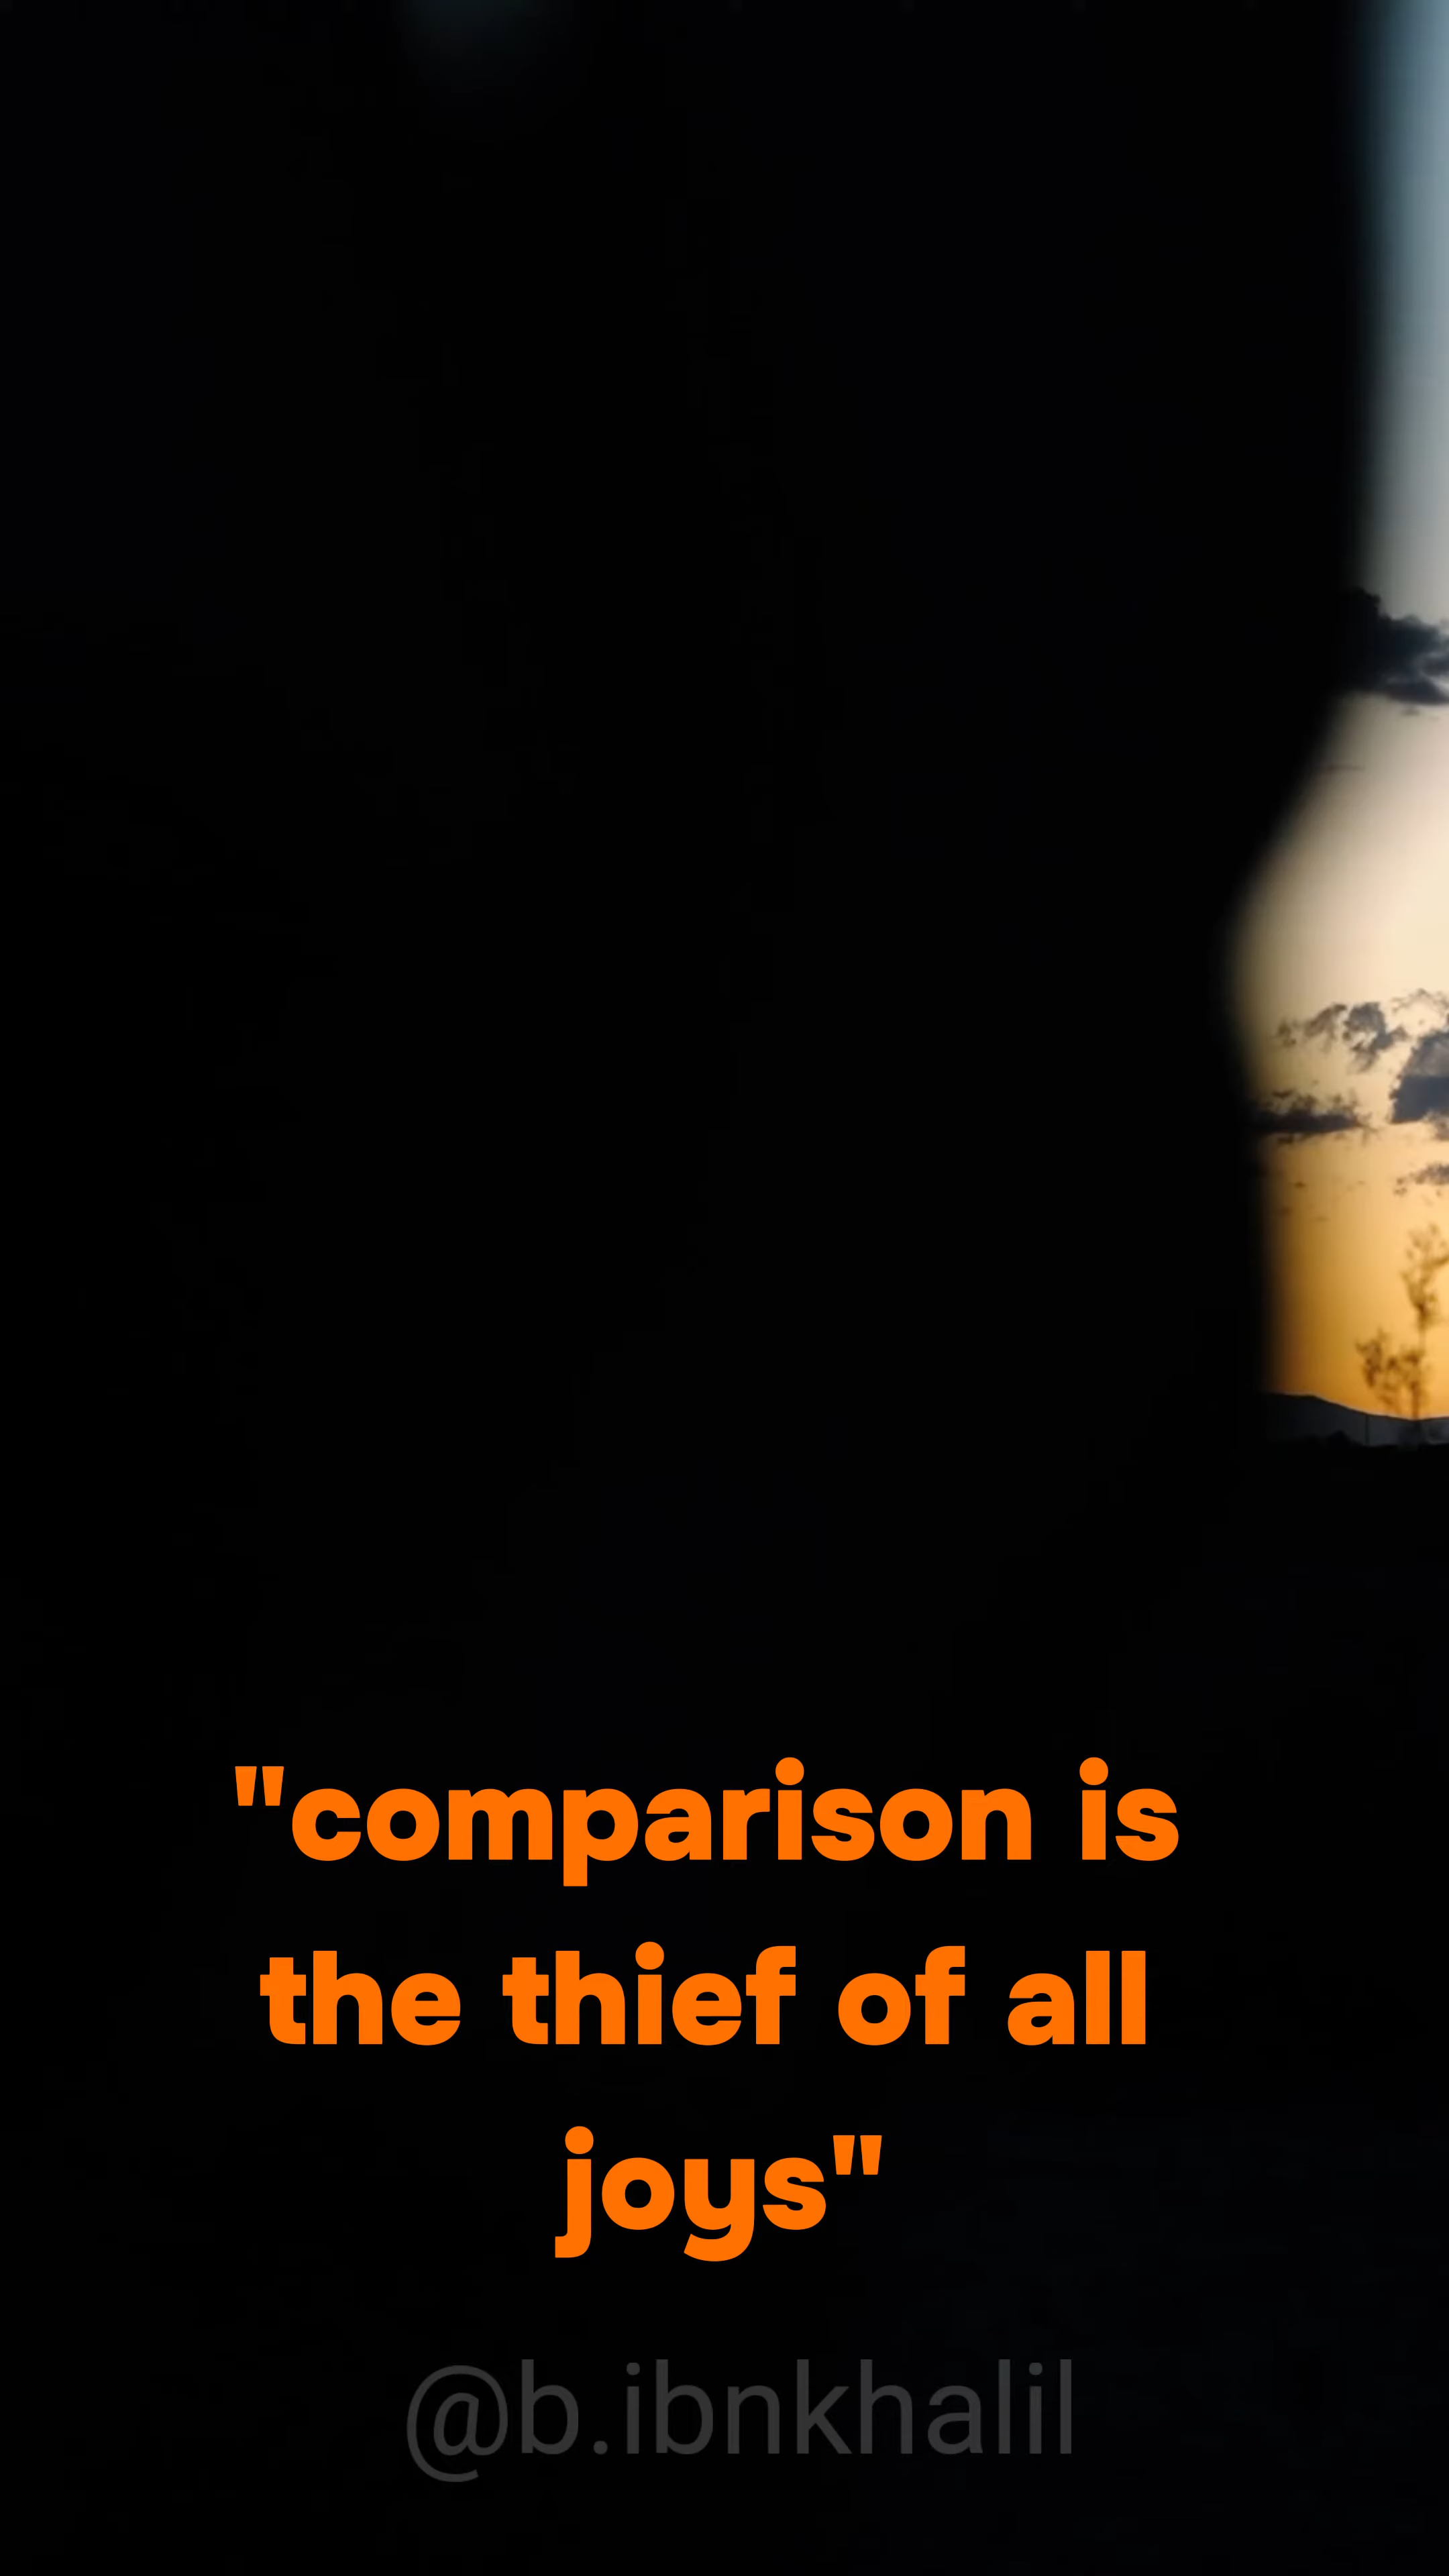 "comparison is
the thief of all
joys"
@b.ibnkhalil